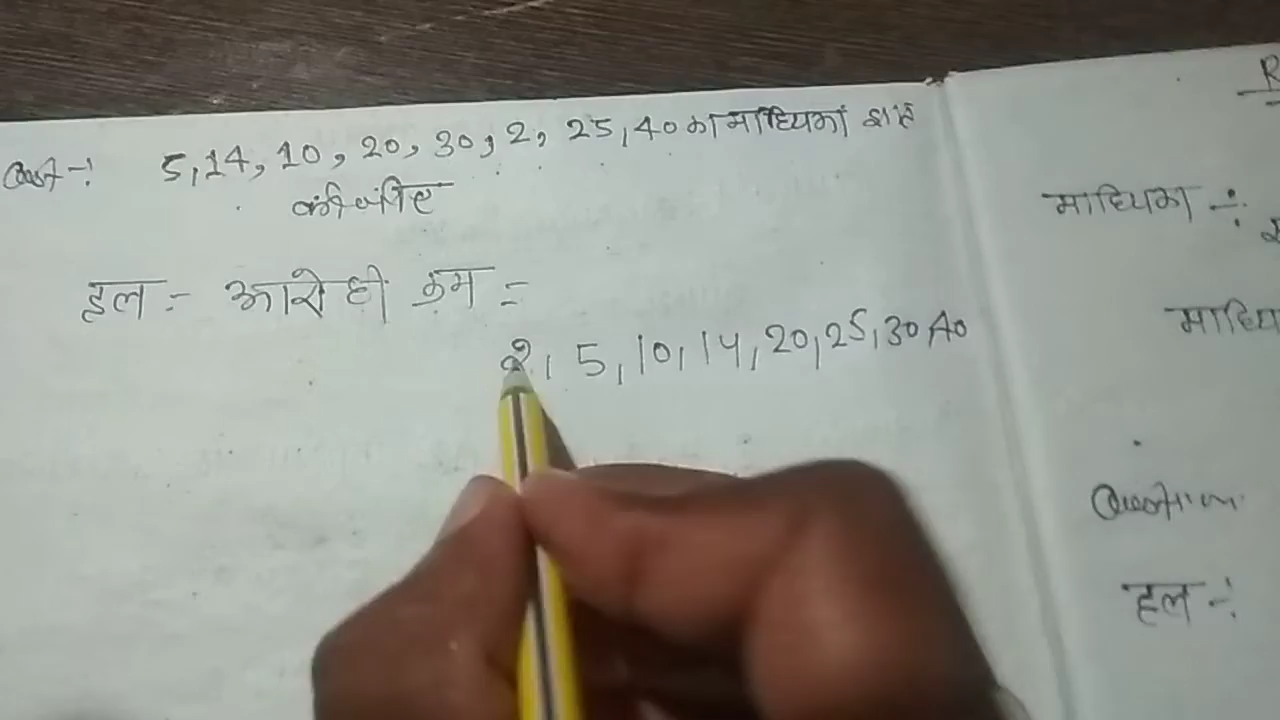 Quest-: 5, 14, 10, 20, 30, 2, 25, 40 का माध्यिका ज्ञात
कीजीए
हल:- आरोही क्रम =
2, 5, 10, 14, 20, 25, 30 40
R
माध्यिका -:
माध्यि
Question
हल -: